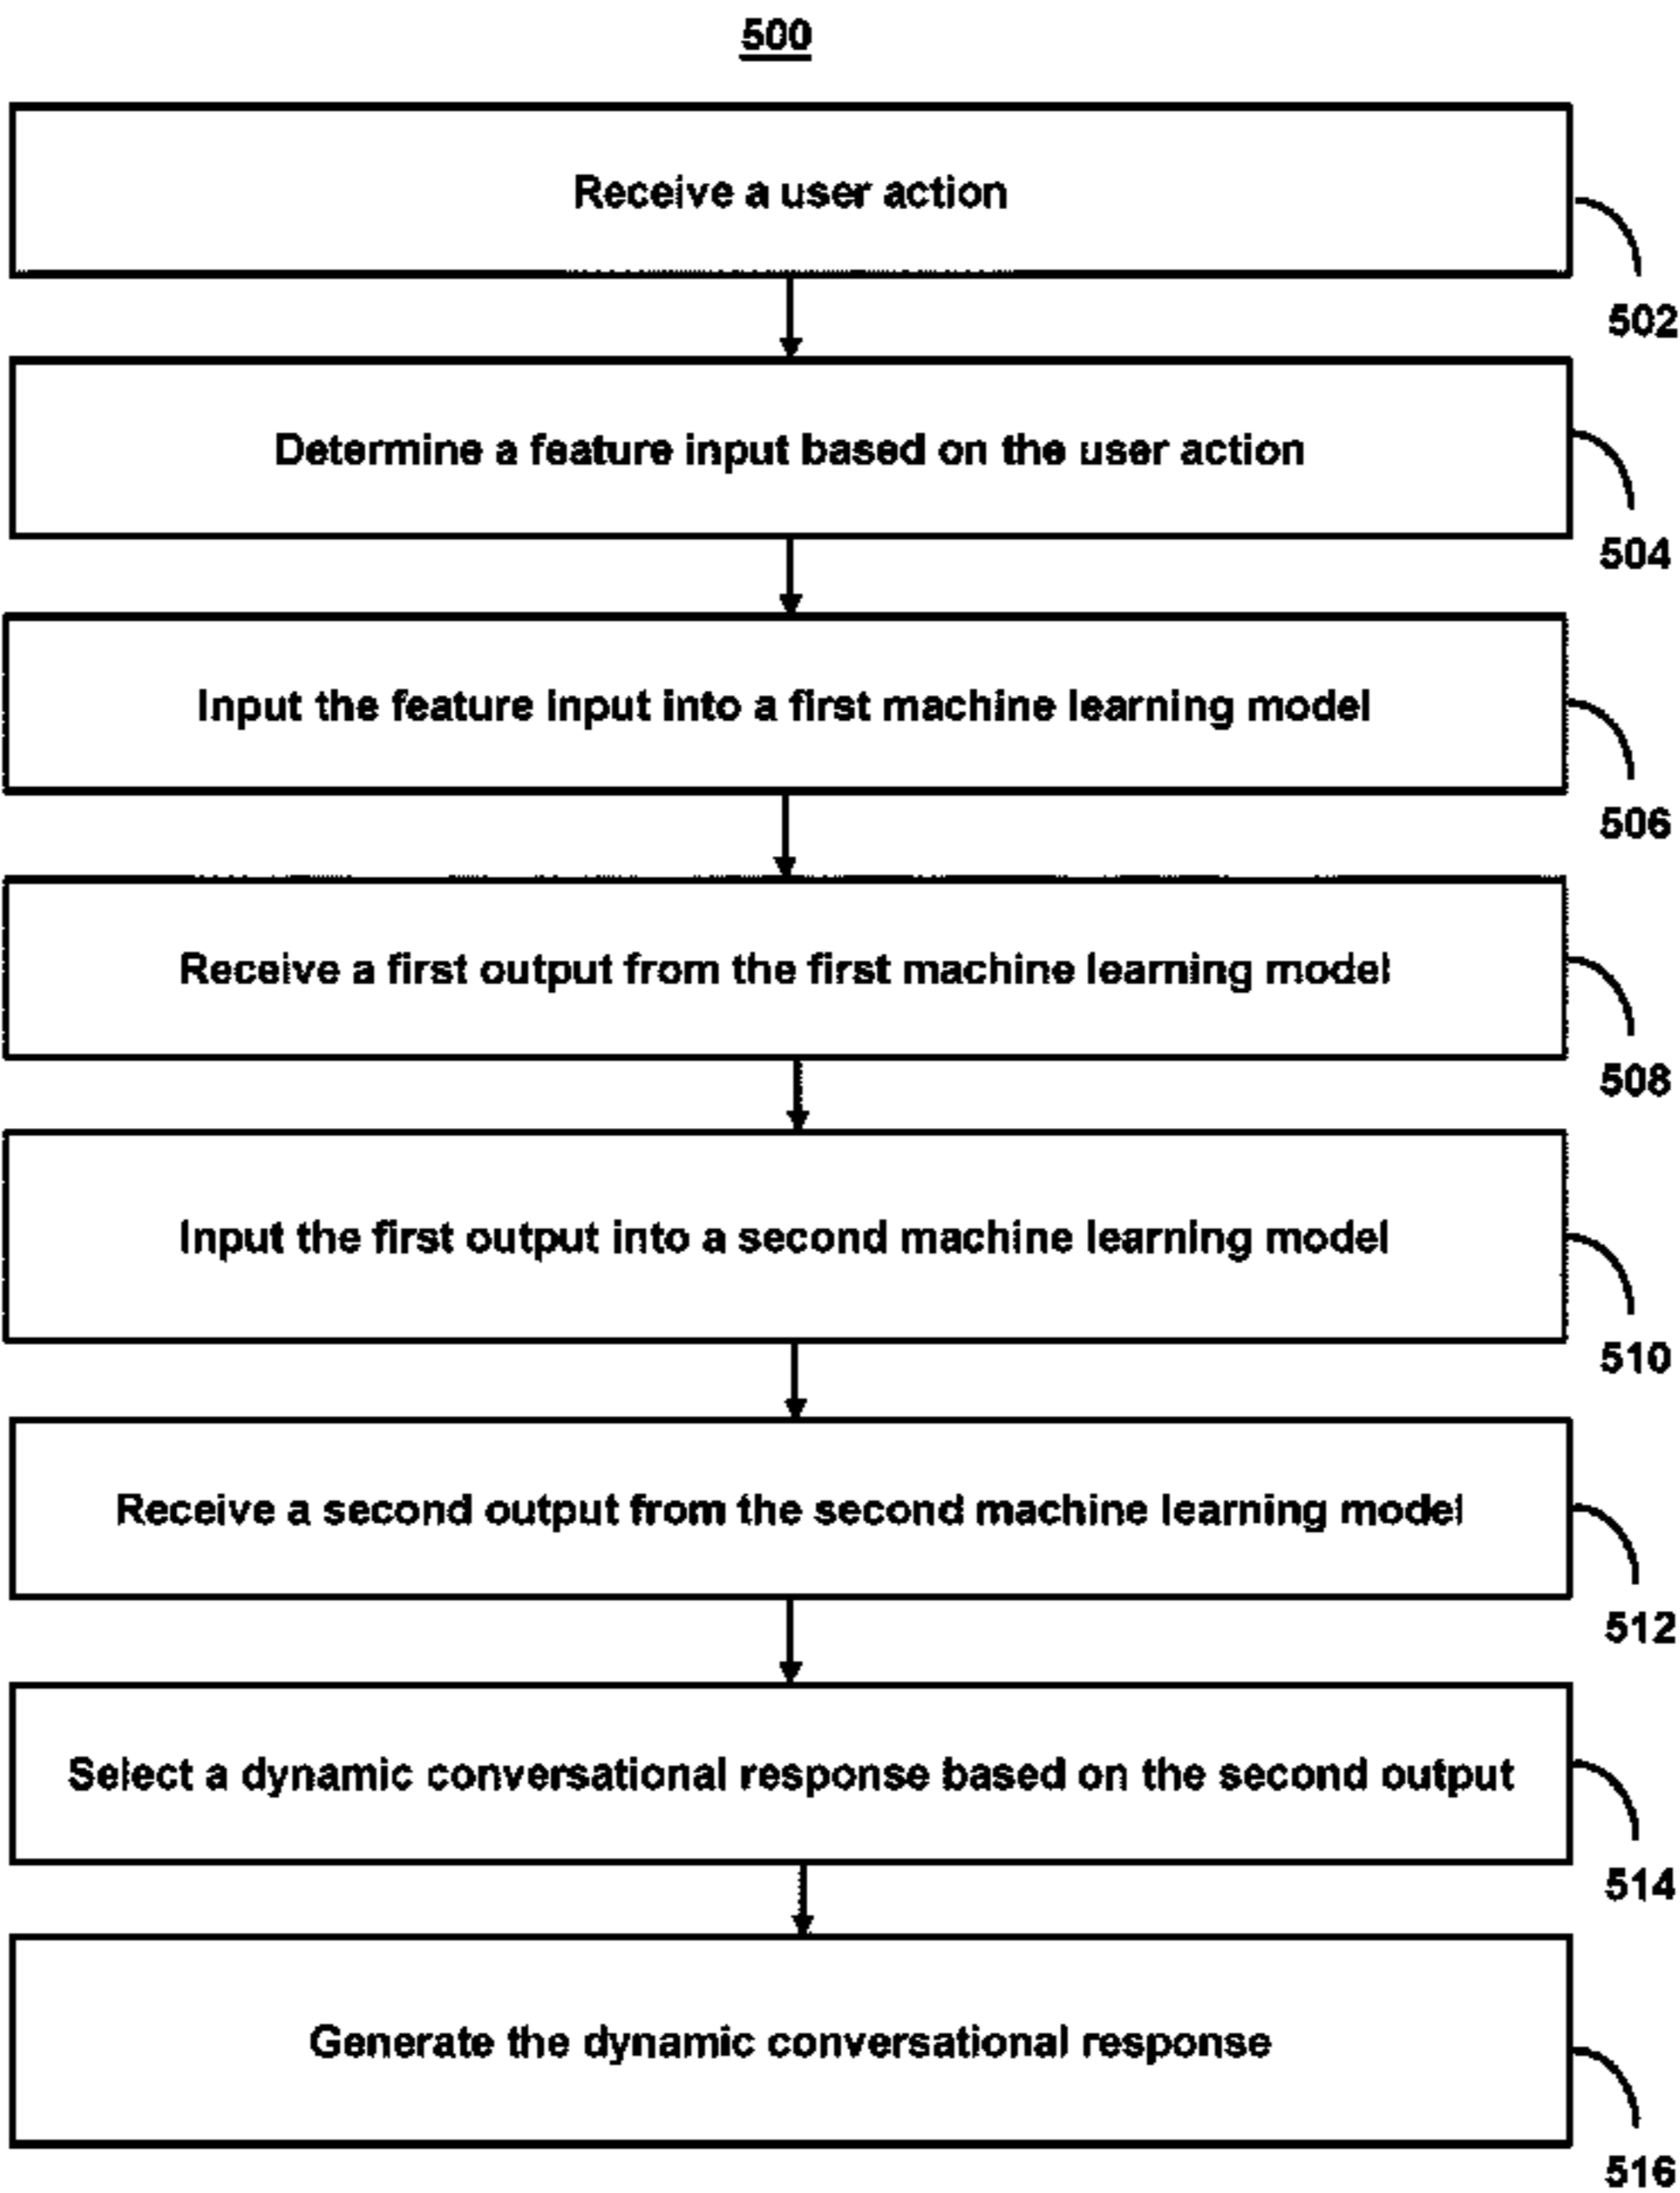 500
Receive a user action
502
Determine a feature input based on the user action
504
Input the feature input into a first machine learning model
506
Receive a first output from the first machine learning model
508
Input the first output into a second machine learning model
510
Receive a second output from the second machine learning model
512
Select a dynamic conversational response based on the second output
514
Generate the dynamic conversational response
516